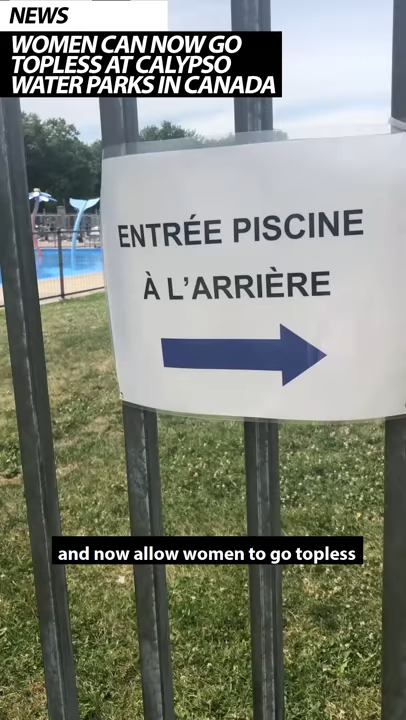 NEWS
WOMEN CAN NOW GO
TOPLESS AT CALYPSO
WATER PARKS IN CANADA
ENTRÉE PISCINE
À L'ARRIÈRE
and now allow women to go topless